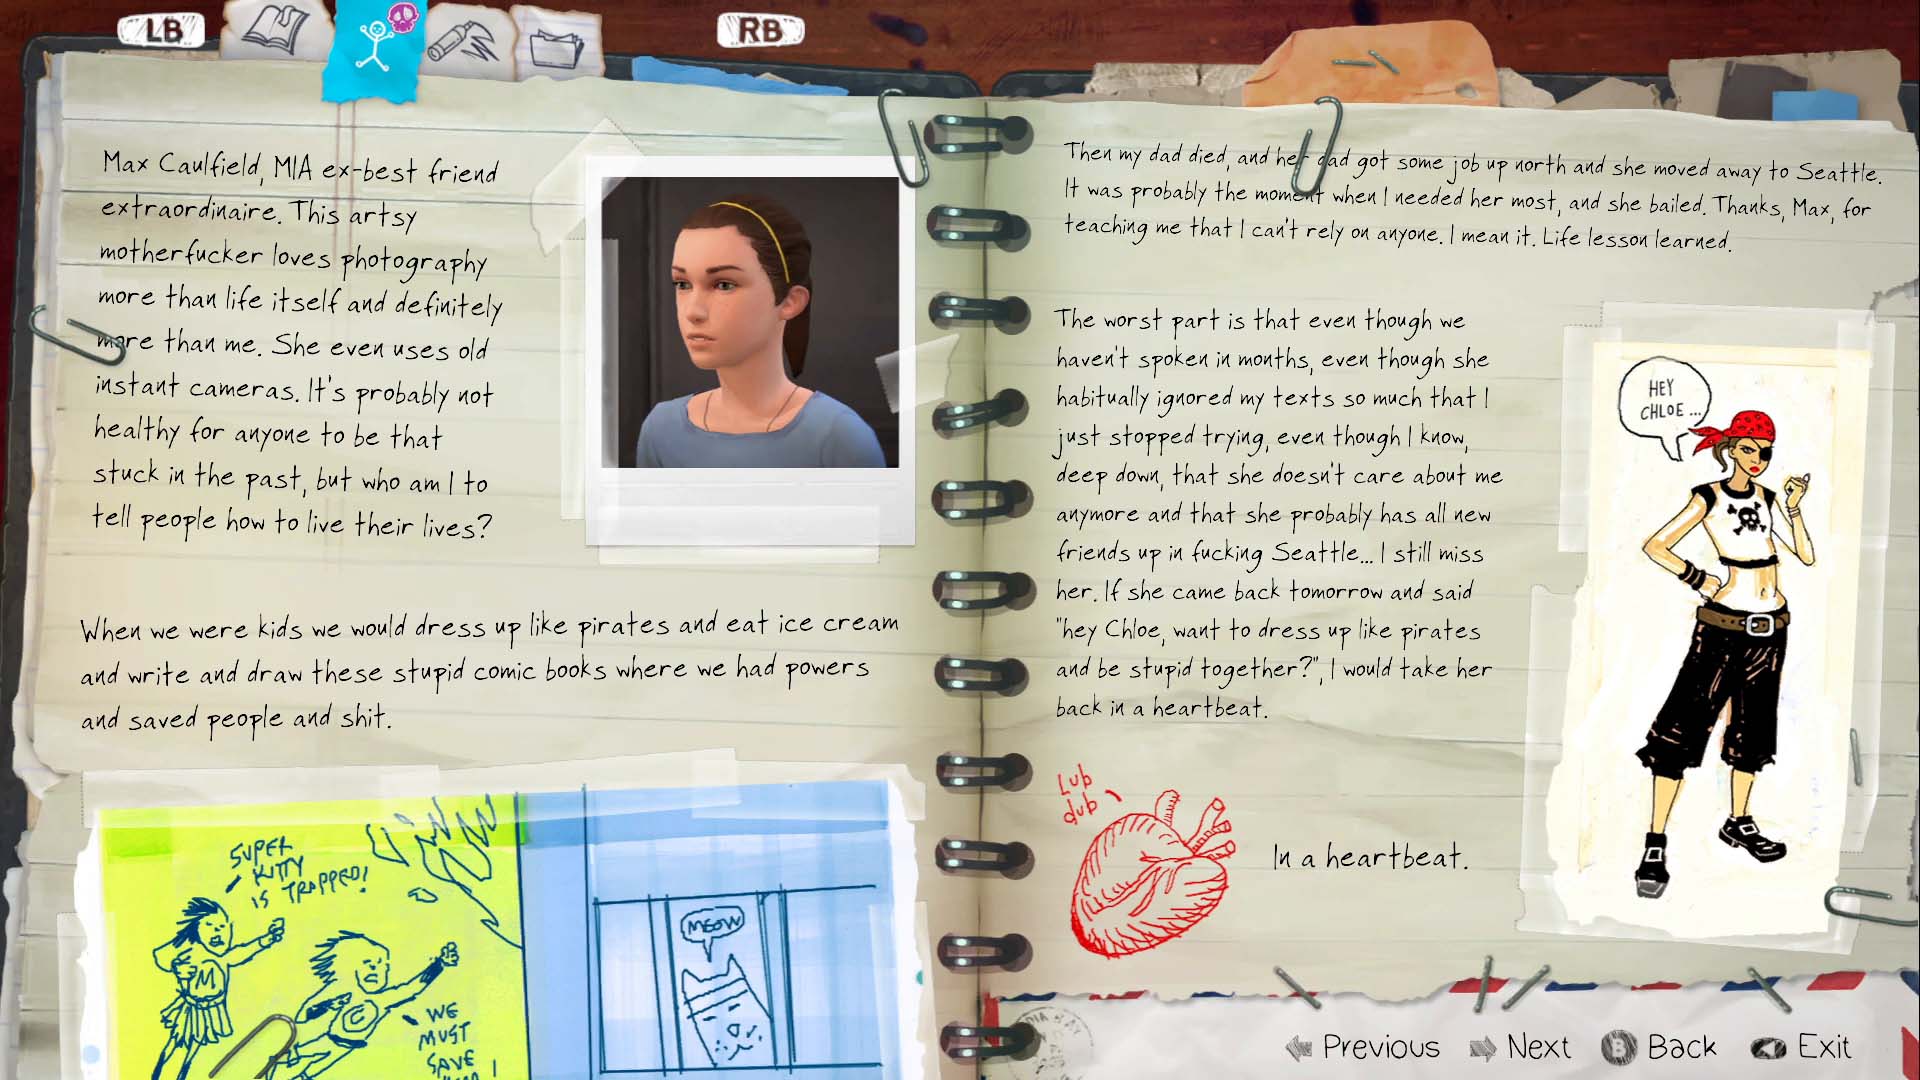 LB
RB
Max Caulfield, MIA ex-best friend
extraordinaire. This artsy
motherfucker loves photography
more than life itself and definitely
more than me. She even uses old
instant cameras. It's probably not
healthy for anyone to be that
stuck in the past, but who am I to
tell people how to live their lives?
When we were kids we would dress up like pirates and eat ice cream
and write and draw these stupid comic books where we had powers
and saved people and shit.
SUPER
KITTY
IS TRAPPED!
M
C
WE
MUST
SAVE
MEOW
Then my dad died, and her dad got some job up north and she moved away to Seattle.
It was probably the moment when I needed her most, and she bailed. Thanks, Max, for
teaching me that I can't rely on anyone. I mean it. Life lesson learned.
The worst part is that even though we
haven't spoken in months, even though she
habitually ignored my texts so much that I
just stopped trying, even though I know,
deep down, that she doesn't care about me
anymore and that she probably has all new
friends up in fucking Seattle... I still miss
her. If she came back tomorrow and said
"hey Chloe, want to dress up like pirates
and be stupid together?", I would take her
back in a heartbeat.
HEY
CHLOE...
Lub
dub
In a heartbeat.
Previous
Next
B
Back
Exit